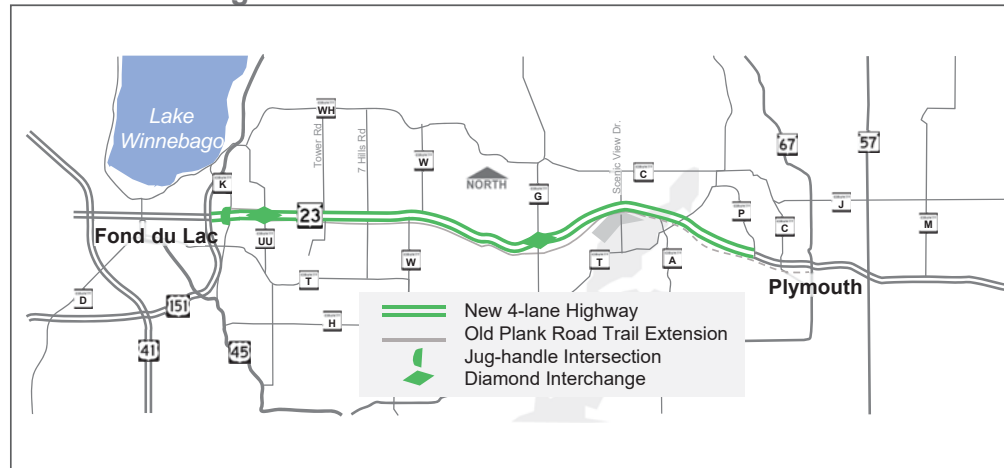 Lake
Winnebago
WH
Tower Rd
7 Hills Rd
W
NORTH
Scenic View Dr.
C
67
57
K
G
23
P
J
Fond du Lac
UU
C
M
W
T
A
T
Plymouth
D
151
H
41
45
New 4-lane Highway
Old Plank Road Trail Extension
Jug-handle Intersection
Diamond Interchange